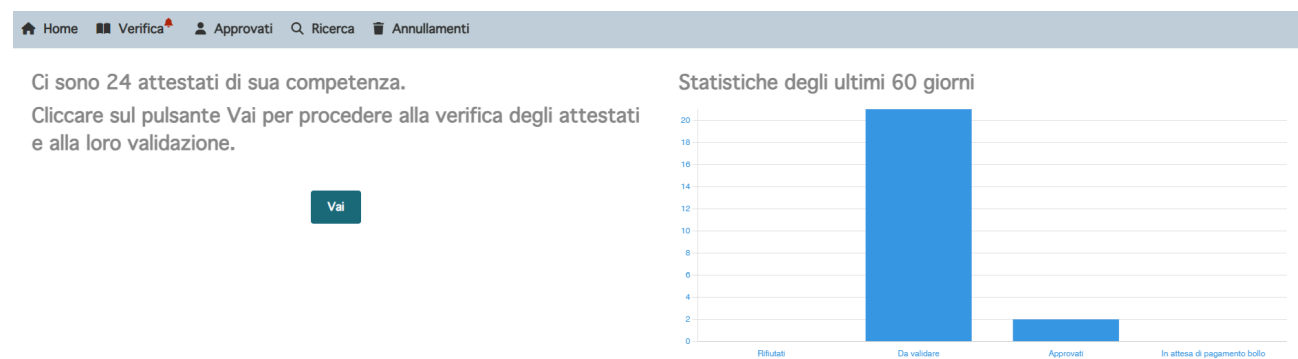 Home Verifica Approvati Ricerca Annullamenti
Ci sono 24 attestati di sua competenza.
Cliccare sul pulsante Vai per procedere alla verifica degli attestati
e alla loro validazione.
Vai
Statistiche degli ultimi 60 giorni
20
18
16
14
12
10
8
6
4
2
0
Rifiutati Da validare Approvati In attesa di pagamento bollo